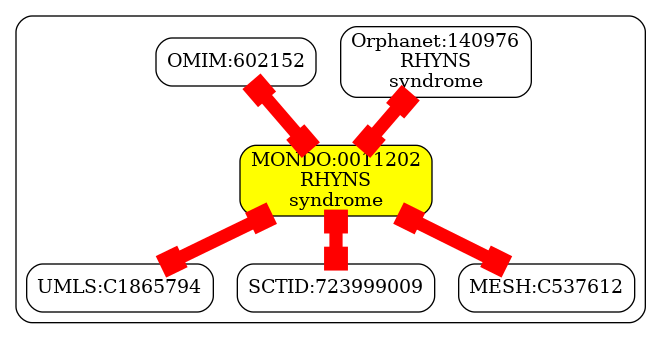 OMIM:602152
Orphanet:140976
RHYNS
syndrome
MONDO:0011202
RHYNS
syndrome
UMLS:C1865794
SCTID:723999009
MESH:C537612